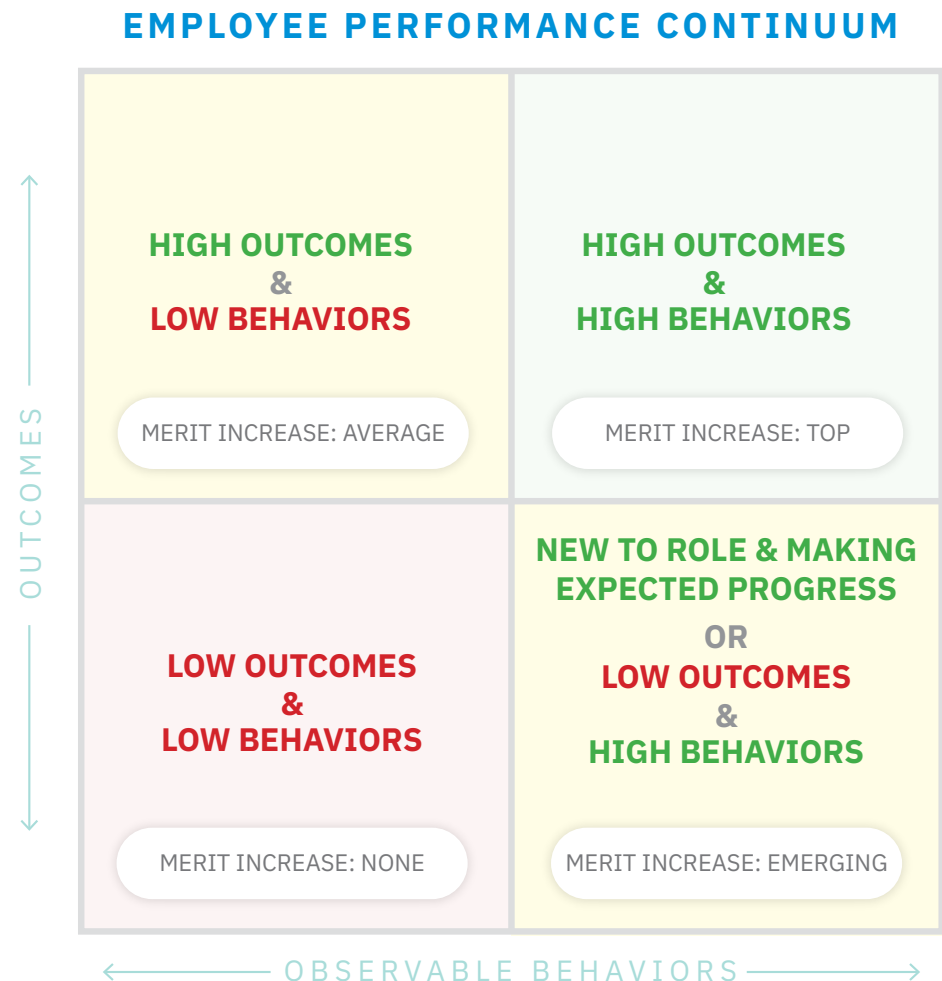 EMPLOYEE PERFORMANCE CONTINUUM
HIGH OUTCOMES
&
LOW BEHAVIORS
MERIT INCREASE: AVERAGE
HIGH OUTCOMES
&
HIGH BEHAVIORS
MERIT INCREASE: TOP
OUTCOMES
LOW OUTCOMES
&
LOW BEHAVIORS
MERIT INCREASE: NONE
NEW TO ROLE & MAKING
EXPECTED PROGRESS
OR
LOW OUTCOMES
&
HIGH BEHAVIORS
MERIT INCREASE: EMERGING
OBSERVABLE BEHAVIORS